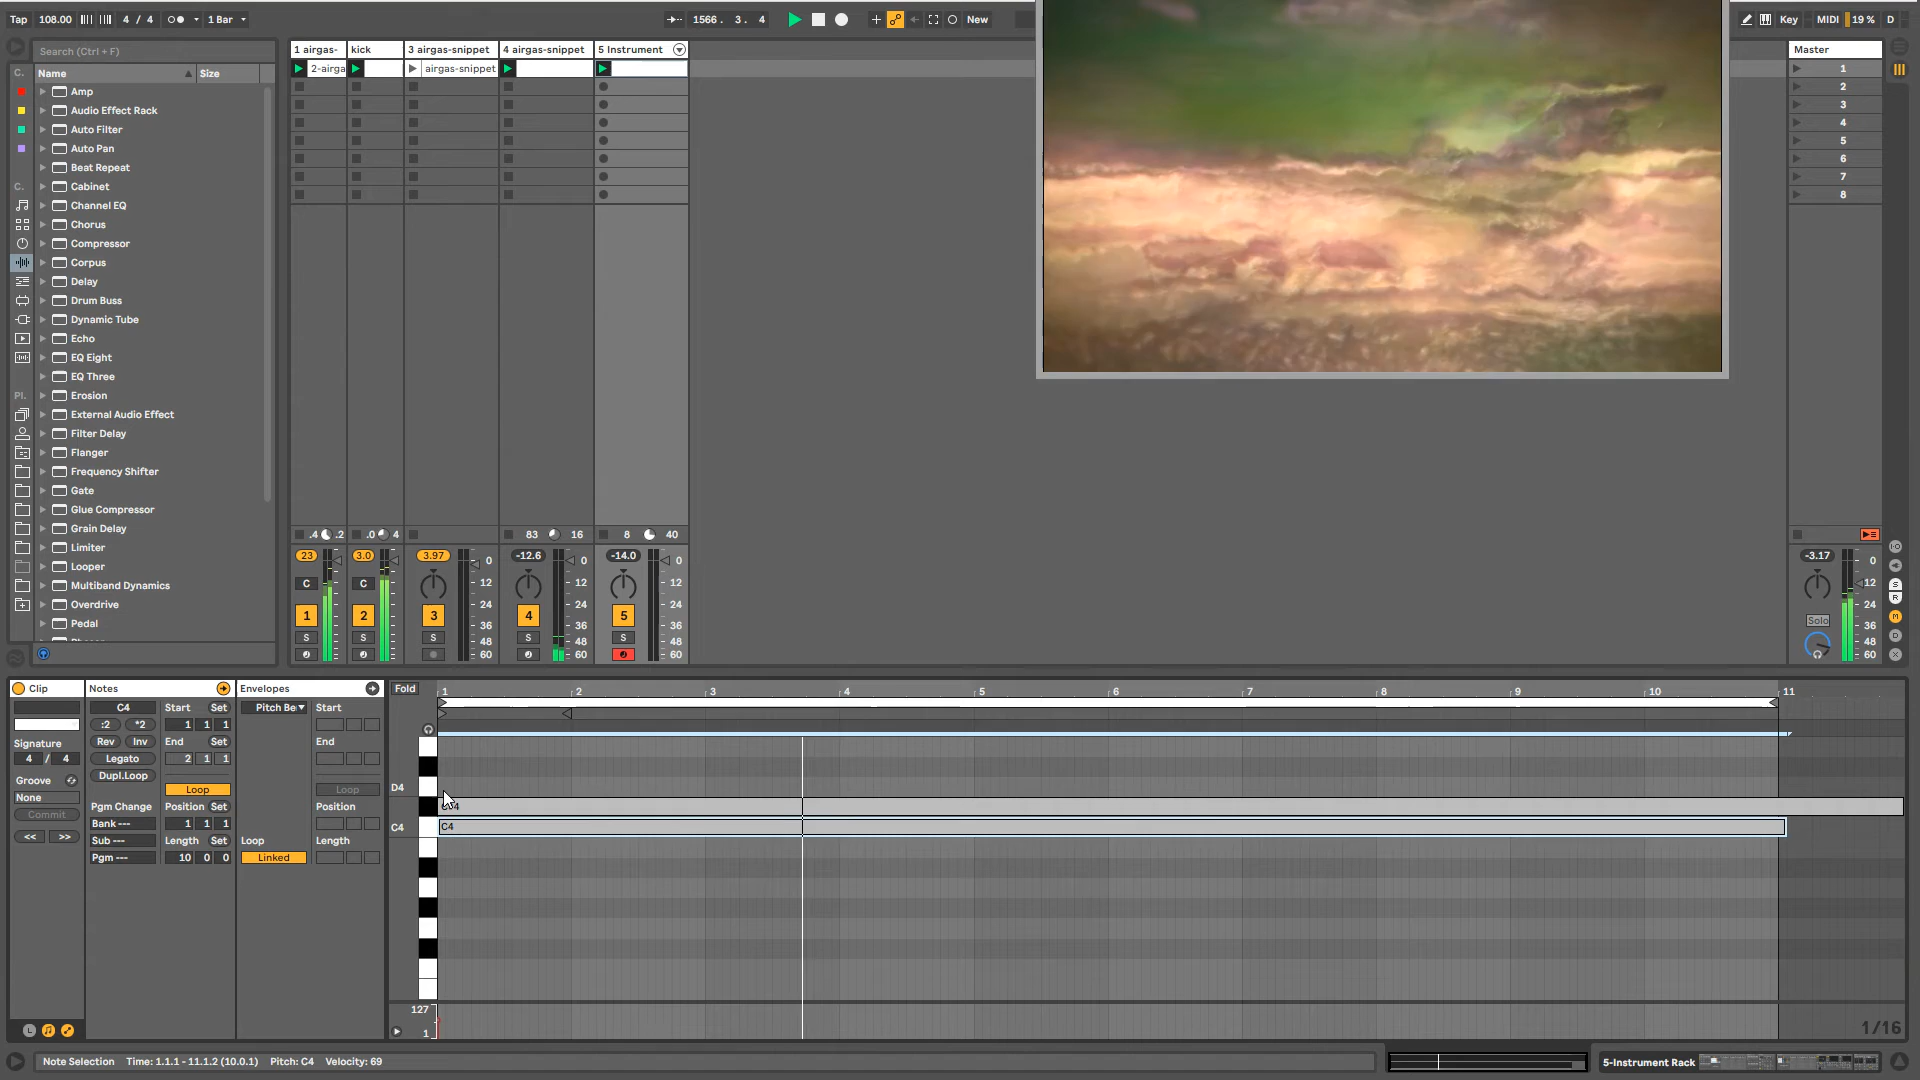 Tap 108.00 4 / 4 1 Bar 1566 . 3 . 4 New Key MIDI 19 % D
Search (Ctrl + F)
1 airgas- kick 3 airgas-snippet 4 airgas-snippet 5 Instrument Master
C. Name Size
2-airga airgas-snippet 1
Amp
2
Audio Effect Rack
3
Auto Filter
4
Auto Pan
5
Beat Repeat
6
C. Cabinet
7
Channel EQ
8
Chorus
Compressor
Corpus
Delay
Drum Buss
Dynamic Tube
Echo
EQ Eight
EQ Three
Pl. Erosion
External Audio Effect
Filter Delay
Flanger
Frequency Shifter
Gate
Glue Compressor
Grain Delay
Limiter
Looper
Multiband Dynamics
Overdrive
Pedal
.4 .2 .0 4 83 16 8 40
23 3.0 3.97 0 -12.6 0 -14.0 0 -3.17 0
C C 12 12 12 12
24 24 24 24
1 2 3 4 5 Solo
36 36 36 36
S S S S S
48 48 48 48
60 60 60 60
S
R
M
D
X
Clip Notes Envelopes Fold 1 2 3 4 5 6 7 8 9 10 11
C4 Start Set Pitch Be Start
:2 *2 1 1 1
Signature Rev Inv End Set End
4 / 4 Legato 2 1 1
Groove Dupl.Loop
None Loop Loop D4
Commit Pgm Change Position Set Position
<< >> Bank --- 1 1 1 C4 C4
Sub --- Length Set Loop Length
Pgm --- 10 0 0 Linked
127
1 1/16
Note Selection Time: 1.1.1 - 11.1.2 (10.0.1) Pitch: C4 Velocity: 69 5-Instrument Rack